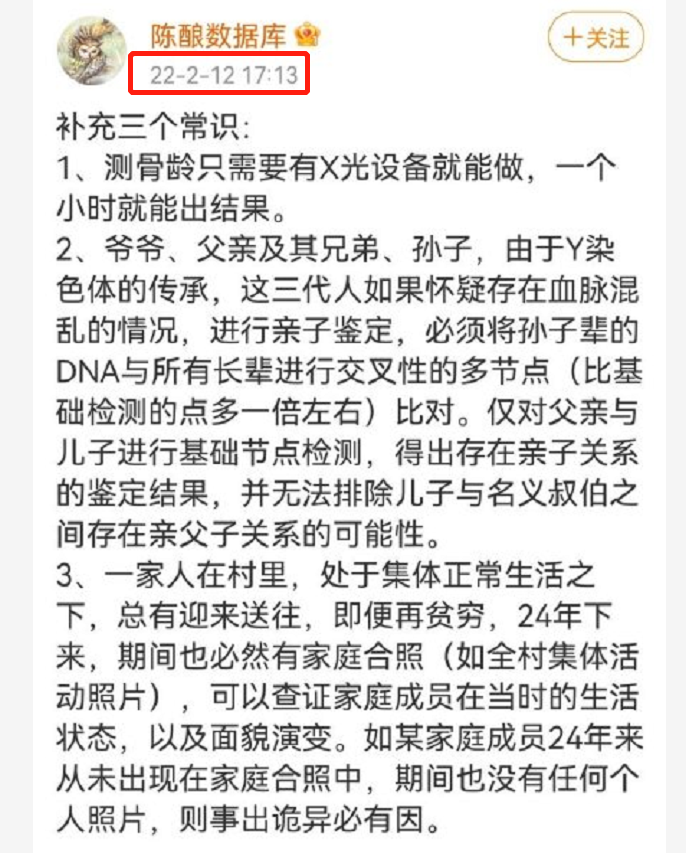 陈酿数据库
+关注
22-2-12 17:13
补充三个常识：
1、测骨龄只需要有X光设备就能做，一个
小时就能出结果。
2、爷爷、父亲及其兄弟、孙子，由于Y染
色体的传承，这三代人如果怀疑存在血脉混
乱的情况，进行亲子鉴定，必须将孙子辈的
DNA与所有长辈进行交叉性的多节点（比基
础检测的点多一倍左右）比对。仅对父亲与
儿子进行基础节点检测，得出存在亲子关系
的鉴定结果，并无法排除儿子与名义叔伯之
间存在亲父子关系的可能性。
3、一家人在村里，处于集体正常生活之
下，总有迎来送往，即便再贫穷，24年下
来，期间也必然有家庭合照（如全村集体活
动照片），可以查证家庭成员在当时的生活
状态，以及面貌演变。如某家庭成员24年来
从未出现在家庭合照中，期间也没有任何个
人照片，则事出诡异必有因。